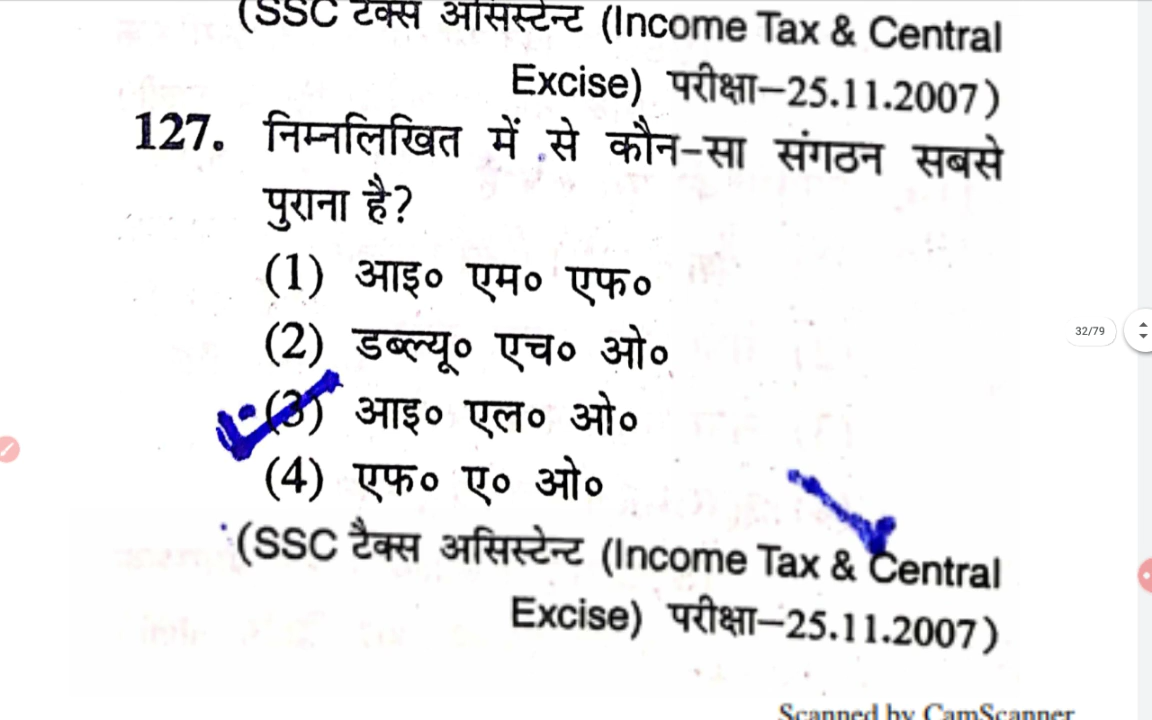 (SSC टैक्स असिस्टेन्ट (Income Tax & Central
Excise) परीक्षा–25.11.2007)
127. निम्नलिखित में से कौन-सा संगठन सबसे
पुराना है?
(1) आइ० एम० एफ०
32/79
(2) डब्ल्यू० एच० ओ०
(3) आइ० एल० ओ०
(4) एफ० ए० ओ०
(SSC टैक्स असिस्टेन्ट (Income Tax & Central
Excise) परीक्षा–25.11.2007)
Scanned by CamScanner